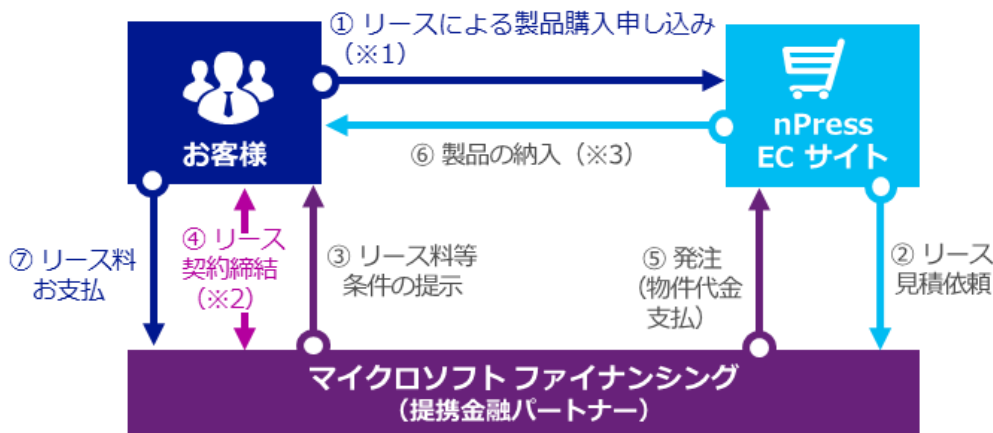 ① リースによる製品購入申し込み
（※1）
お客様
nPress
EC サイト
⑥ 製品の納入（※3）
⑦ リース料
お支払
④ リース
契約締結
（※2）
③ リース料等
条件の提示
⑤ 発注
（物件代金
支払）
② リース
見積依頼
マイクロソフト ファイナンシング
（提携金融パートナー）